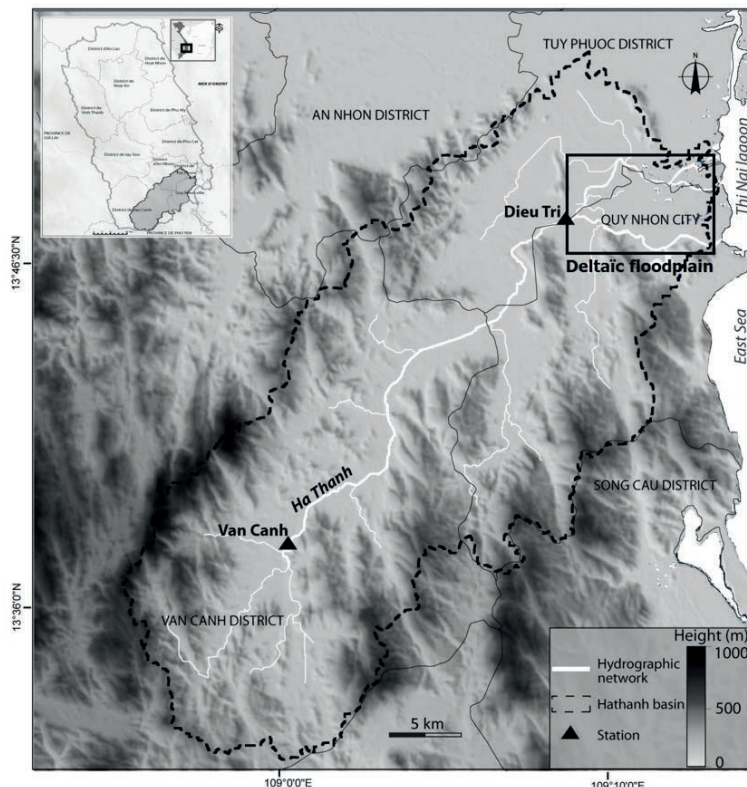 TUY PHUOC DISTRICT
N
AN NHON DISTRICT
MER D'ORIENT
District d'An Lao
PROVINCE DE
GIA LAI
PROVINCE DE PHU YEN
Thi Nai lagoon
Dieu Tri
QUY NHON CITY
Deltaïc floodplain
13°46'30"N
East Sea
Ha Thanh
SONG CAU DISTRICT
Van Canh
13°36'0"N
VAN CANH DISTRICT
Height (m)
1000
Hydrographic
network
500
Hathanh basin
Station
0
5 km
109°0'0"E
109°10'0"E